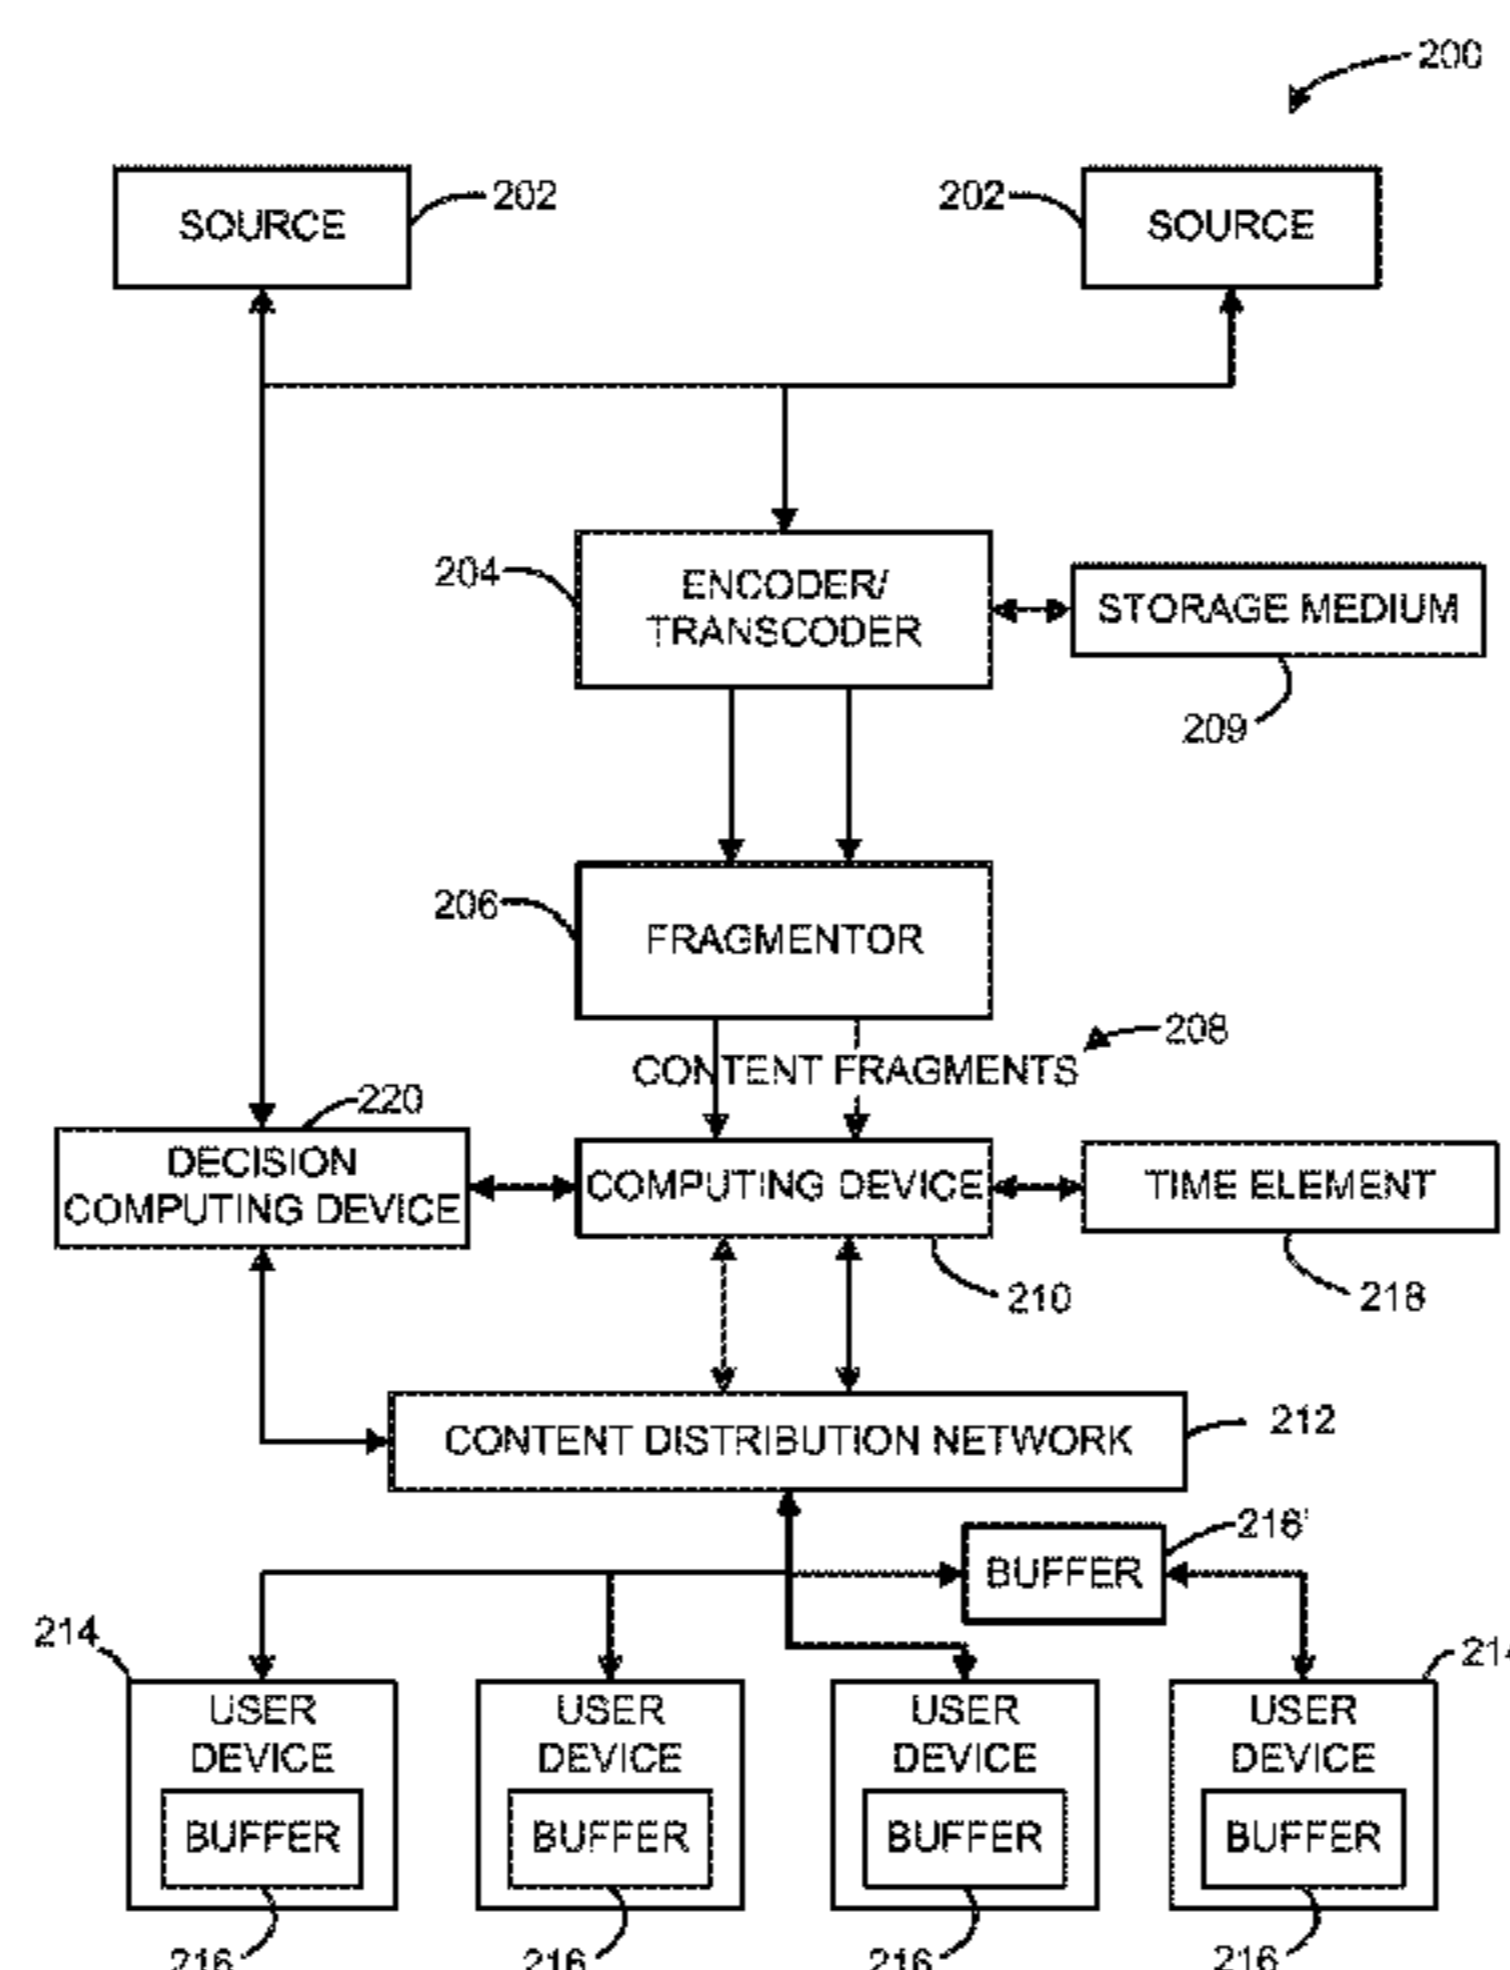 200
202
202
SOURCE
SOURCE
204
ENCODER/
TRANSCODER
STORAGE MEDIUM
209
206
FRAGMENTOR
208
CONTENT FRAGMENTS
220
DECISION
COMPUTING DEVICE
COMPUTING DEVICE
TIME ELEMENT
210
218
CONTENT DISTRIBUTION NETWORK
212
216'
BUFFER
214
USER
DEVICE
BUFFER
USER
DEVICE
BUFFER
USER
DEVICE
BUFFER
USER
DEVICE
BUFFER
216
216
216
216